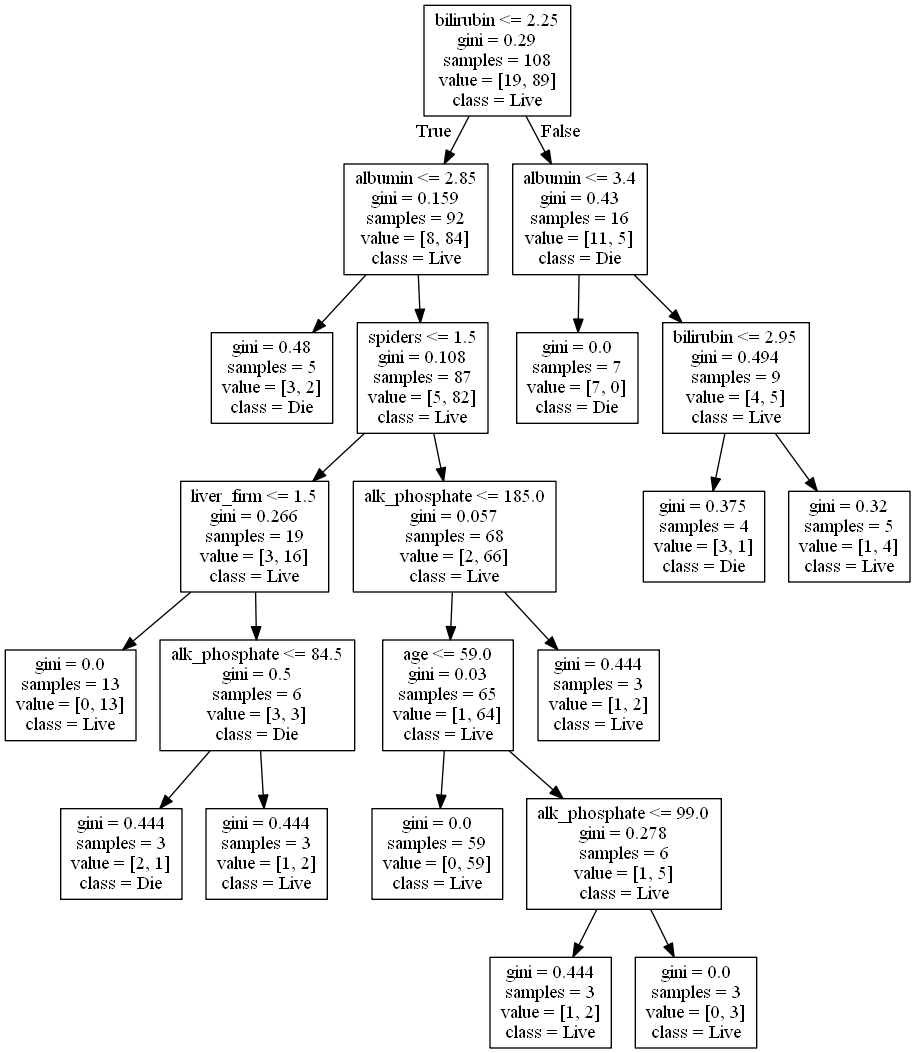 bilirubin <= 2.25
gini = 0.29
samples = 108
value = [19, 89]
class = Live
True
False
albumin <= 2.85
gini = 0.159
samples = 92
value = [8, 84]
class = Live
albumin <= 3.4
gini = 0.43
samples = 16
value = [11, 5]
class = Die
gini = 0.48
samples = 5
value = [3, 2]
class = Die
spiders <= 1.5
gini = 0.108
samples = 87
value = [5, 82]
class = Live
gini = 0.0
samples = 7
value = [7, 0]
class = Die
bilirubin <= 2.95
gini = 0.494
samples = 9
value = [4, 5]
class = Live
liver_firm <= 1.5
gini = 0.266
samples = 19
value = [3, 16]
class = Live
alk_phosphate <= 185.0
gini = 0.057
samples = 68
value = [2, 66]
class = Live
gini = 0.375
samples = 4
value = [3, 1]
class = Die
gini = 0.32
samples = 5
value = [1, 4]
class = Live
gini = 0.0
samples = 13
value = [0, 13]
class = Live
alk_phosphate <= 84.5
gini = 0.5
samples = 6
value = [3, 3]
class = Die
age <= 59.0
gini = 0.03
samples = 65
value = [1, 64]
class = Live
gini = 0.444
samples = 3
value = [1, 2]
class = Live
gini = 0.444
samples = 3
value = [2, 1]
class = Die
gini = 0.444
samples = 3
value = [1, 2]
class = Live
gini = 0.0
samples = 59
value = [0, 59]
class = Live
alk_phosphate <= 99.0
gini = 0.278
samples = 6
value = [1, 5]
class = Live
gini = 0.444
samples = 3
value = [1, 2]
class = Live
gini = 0.0
samples = 3
value = [0, 3]
class = Live